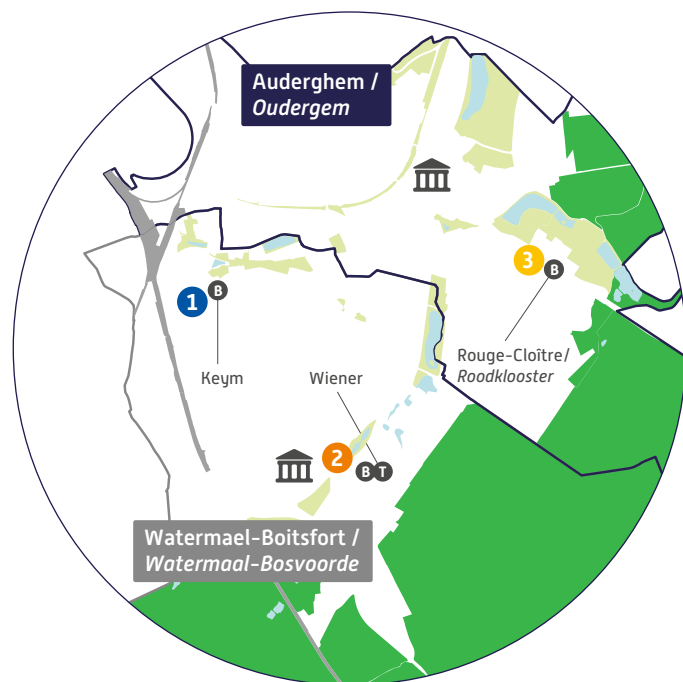 Auderghem /
Oudergem
3
B
1
B
Rouge-Cloître/
Roodklooster
Keym
Wiener
2
B T
Watermael-Boitsfort /
Watermaal-Bosvoorde